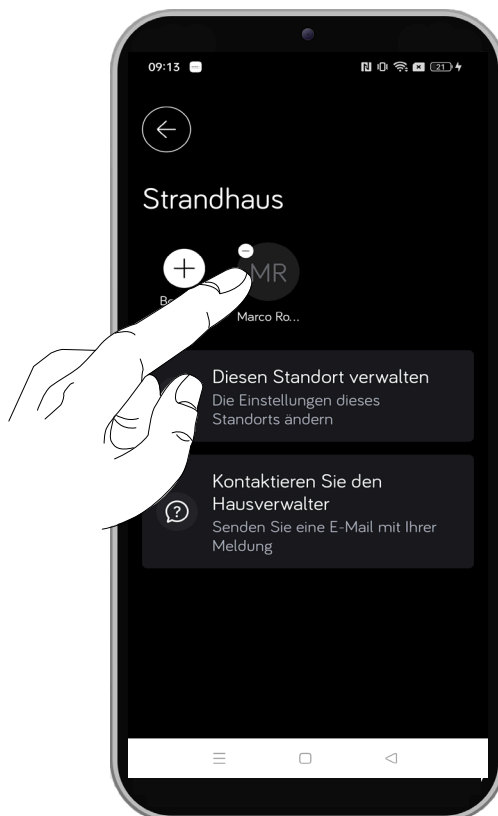 09:13
21
Strandhaus
MR
Marco Ro...
Diesen Standort verwalten
Die Einstellungen dieses
Standorts ändern
Kontaktieren Sie den
Hausverwalter
Senden Sie eine E-Mail mit Ihrer
Meldung